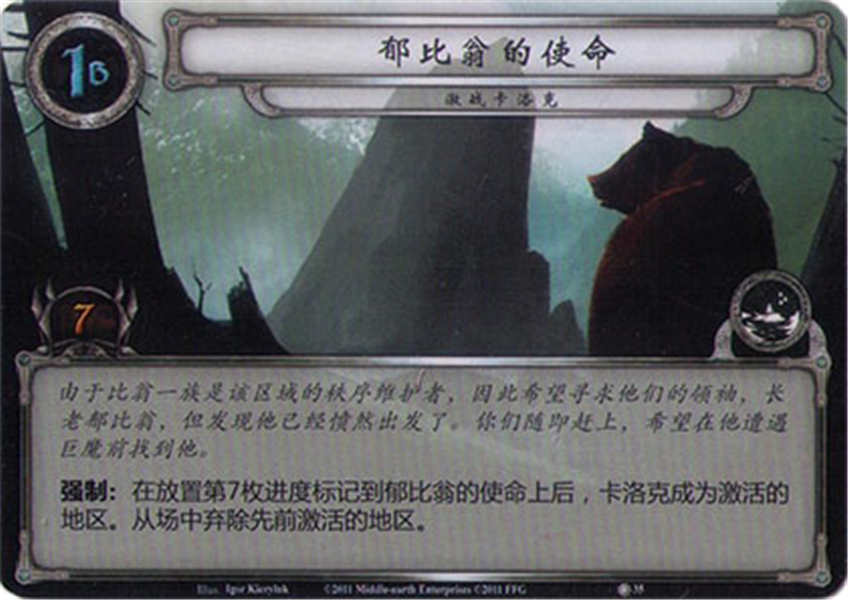 1B
郁比翁的使命
激战卡洛克
7
由于比翁一族是该区域的秩序维护者，因此希望寻求他们的领袖，长
老郁比翁，但发现他已经愤然出发了。你们随即赶上，希望在他遭遇
巨魔前找到他。
强制：在放置第7枚进度标记到郁比翁的使命上后，卡洛克成为激活的
地区。从场中弃除先前激活的地区。
Illus. Igor Kieryluk ©2011 Middle-earth Enterprises ©2011 FFG 35